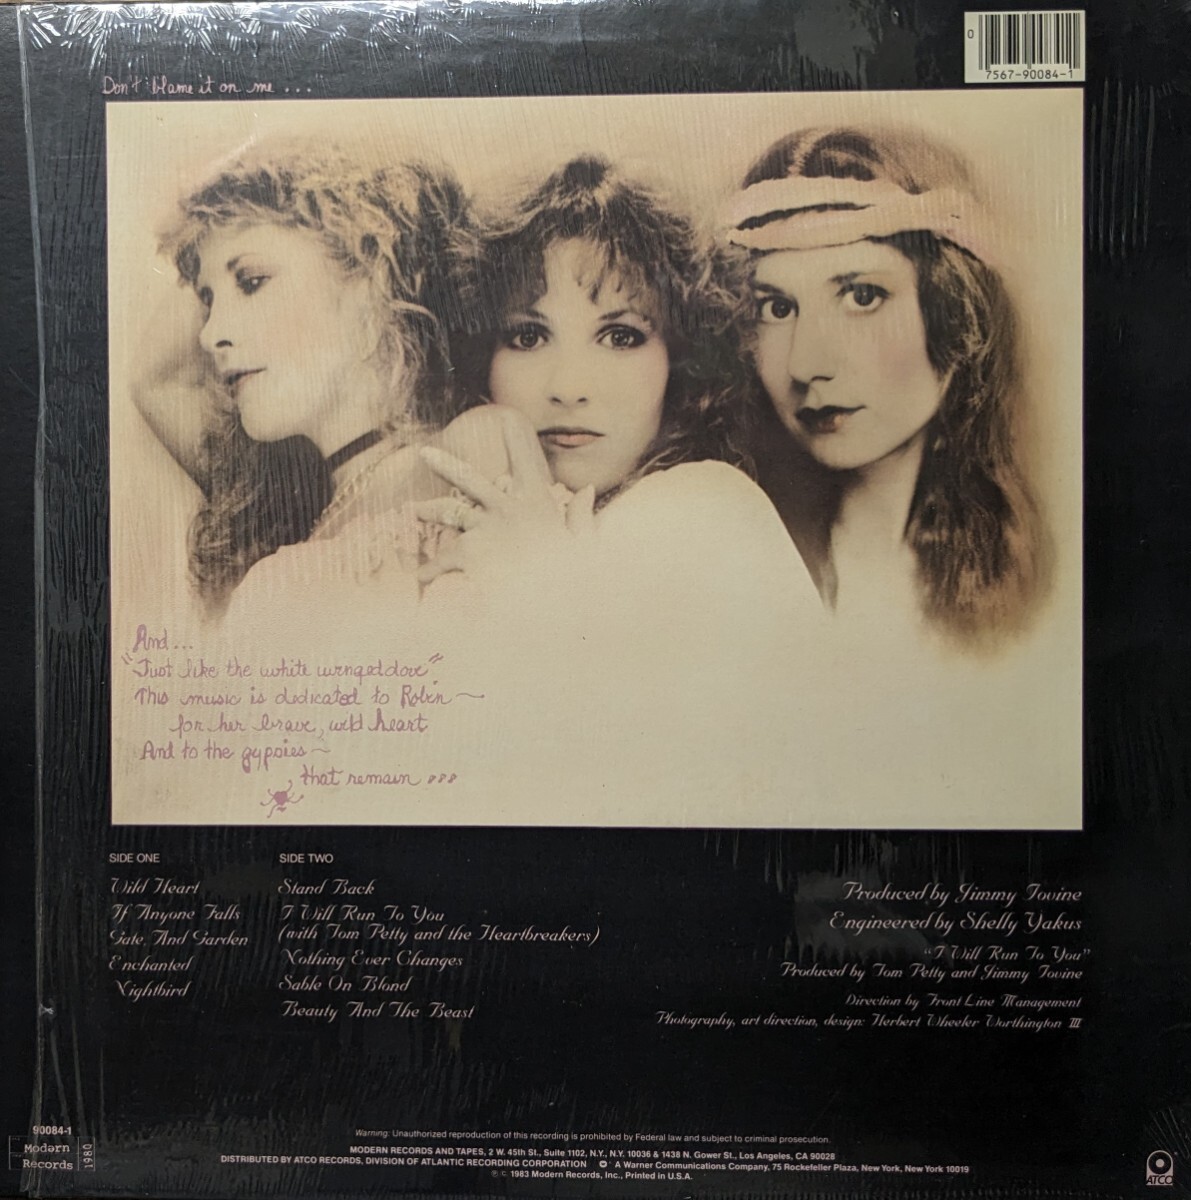 Don't blame it on me ...
0
7567-90084-1
And...
"Just like the white winged dove"
This music is dedicated to Robin ~
for her brave, wild heart
And to the gypsies ~
that remain ...
SIDE ONE
Wild Heart
If Anyone Falls
Gate And Garden
Enchanted
Nightbird
SIDE TWO
Stand Back
I Will Run To You
(with Tom Petty and the Heartbreakers)
Nothing Ever Changes
Sable On Blond
Beauty And The Beast
Produced by Jimmy Iovine
Engineered by Shelly Yakus
"I Will Run To You"
Produced by Tom Petty and Jimmy Iovine
Direction by Front Line Management
Photography, art direction, design: Herbert Wheeler Worthington III
90084-1
Modern
Records
1980
Warning: Unauthorized reproduction of this recording is prohibited by Federal law and subject to criminal prosecution.
MODERN RECORDS AND TAPES, 2 W. 45th St., Suite 1102, N.Y., N.Y. 10036 & 1438 N. Gower St., Los Angeles, CA 90028
DISTRIBUTED BY ATCO RECORDS, DIVISION OF ATLANTIC RECORDING CORPORATION A Warner Communications Company, 75 Rockefeller Plaza, New York, New York 10019
℗ © 1983 Modern Records, Inc., Printed in U.S.A.
ATCO